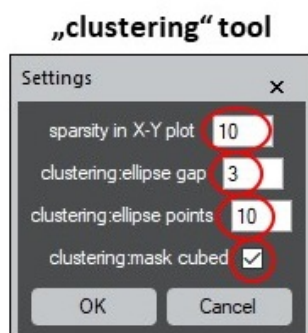 „clustering“ tool
Settings ×
sparsity in X-Y plot 10
clustering:ellipse gap 3
clustering:ellipse points 10
clustering:mask cubed
OK Cancel